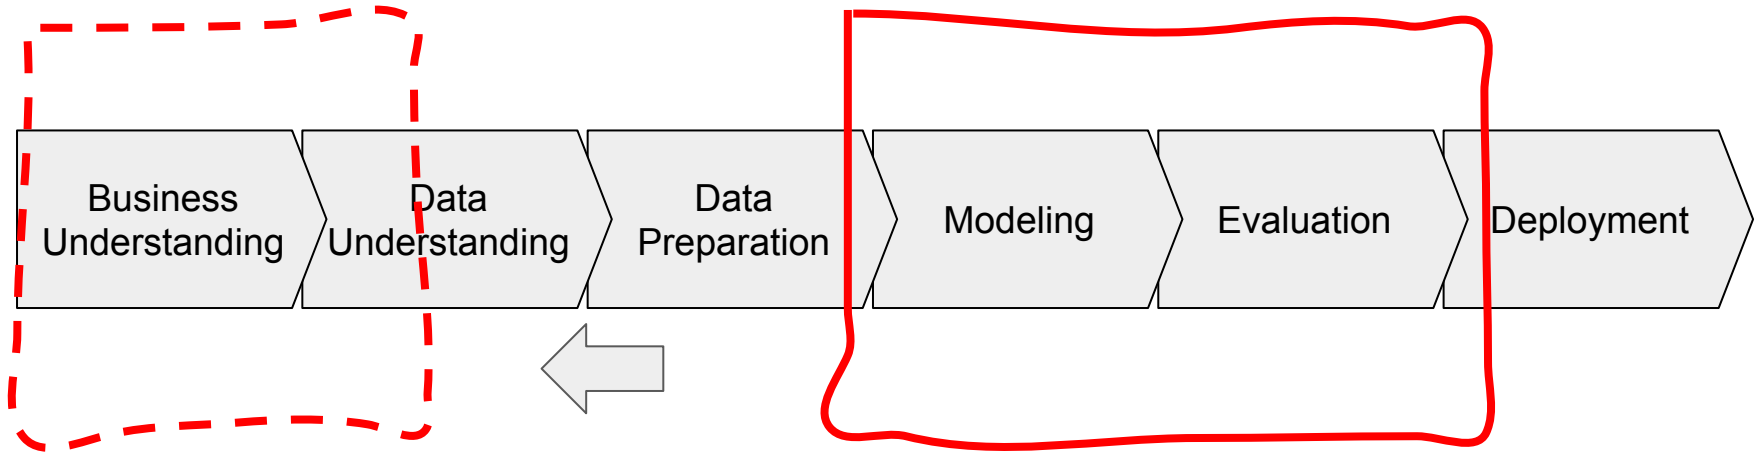 Business
Understanding
Data
Understanding
Data
Preparation
Modeling
Evaluation
Deployment